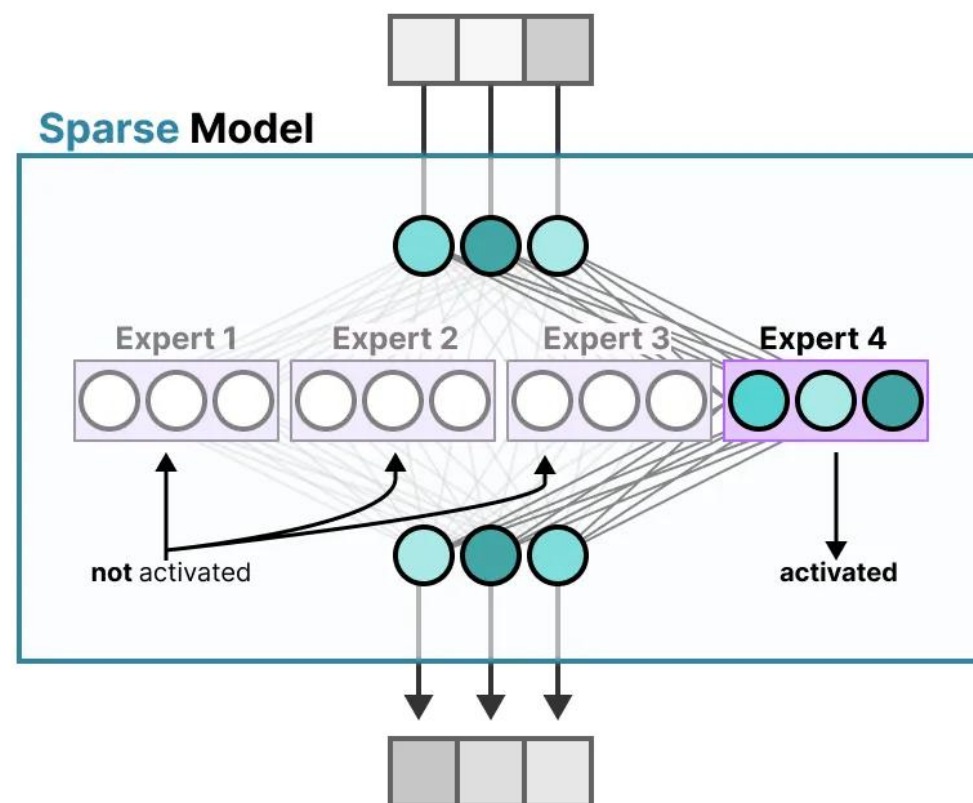 Sparse Model
Expert 1
Expert 2
Expert 3
Expert 4
not activated
activated